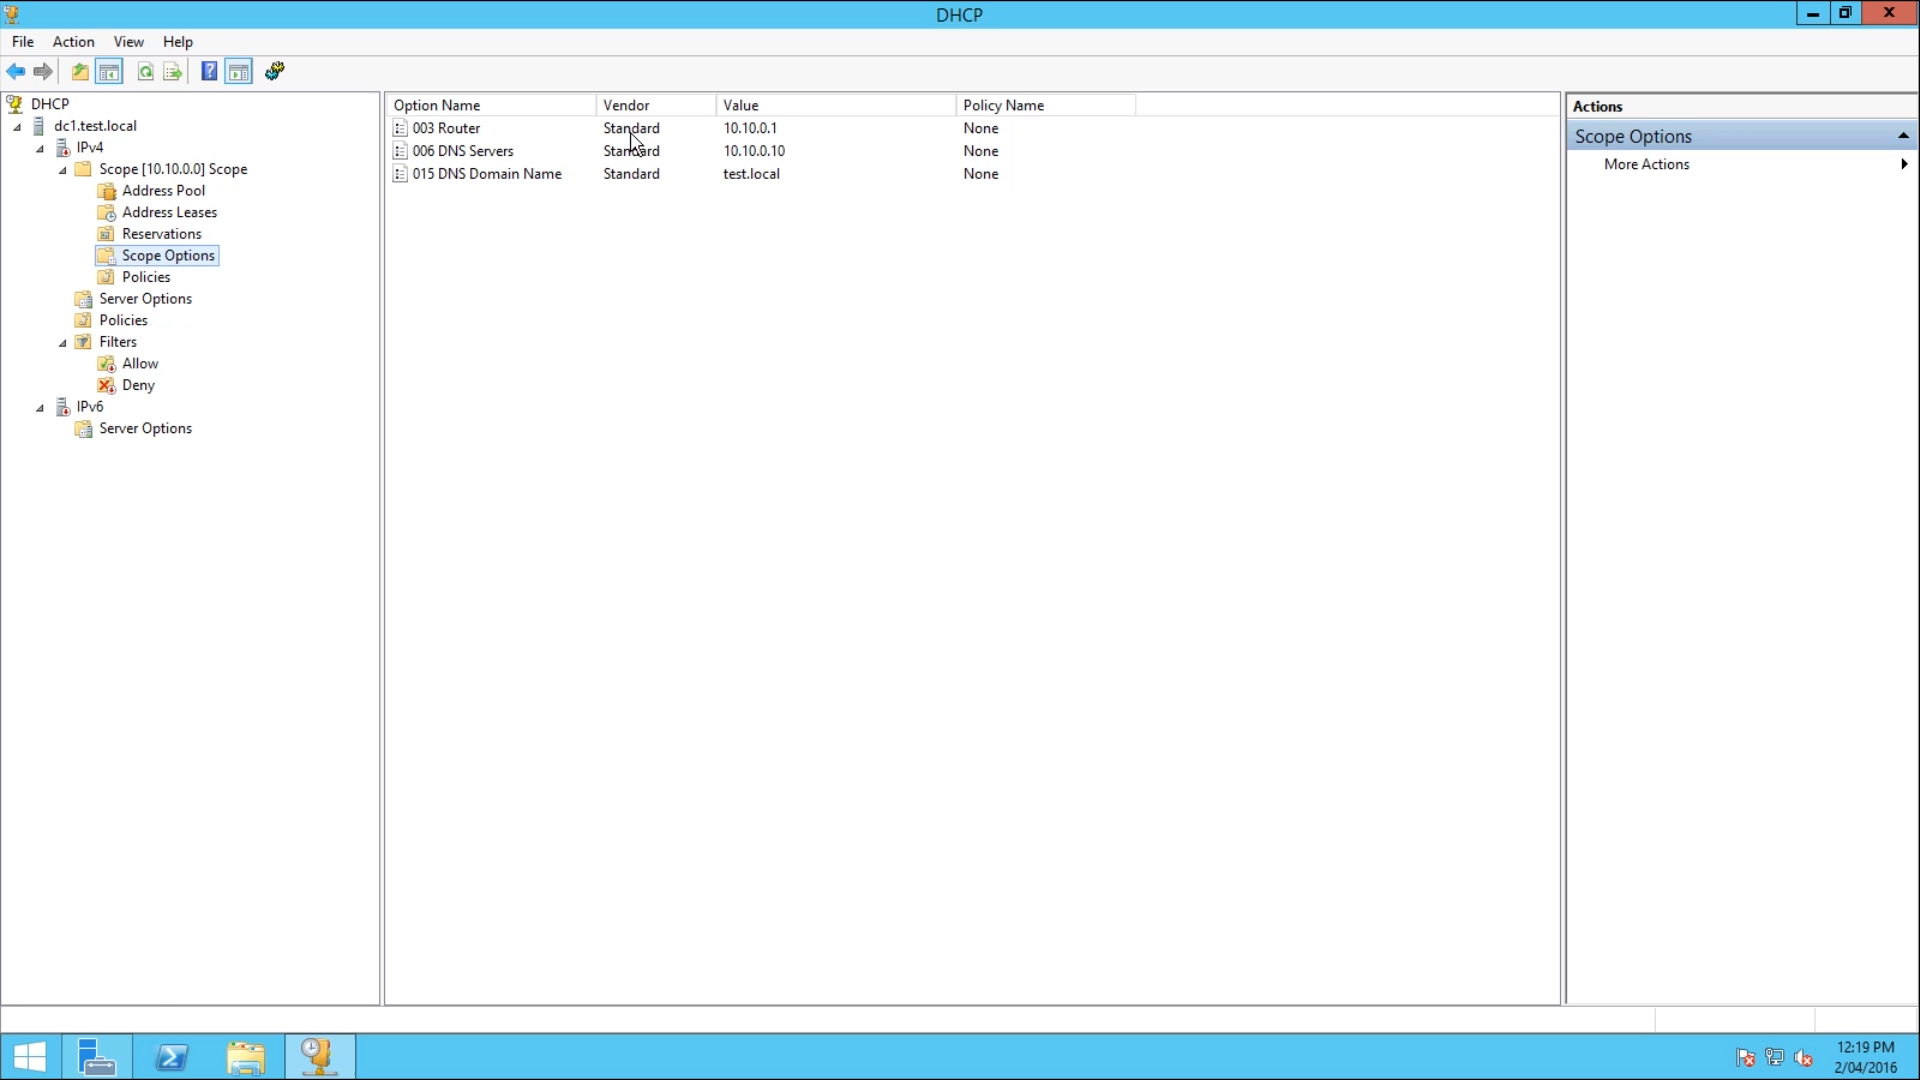 DHCP
File Action View Help
DHCP
dc1.test.local
IPv4
Scope [10.10.0.0] Scope
Address Pool
Address Leases
Reservations
Scope Options
Policies
Server Options
Policies
Filters
Allow
Deny
IPv6
Server Options
Option Name Vendor Value Policy Name
003 Router Standard 10.10.0.1 None
006 DNS Servers Standard 10.10.0.10 None
015 DNS Domain Name Standard test.local None
Actions
Scope Options
More Actions
12:19 PM
2/04/2016